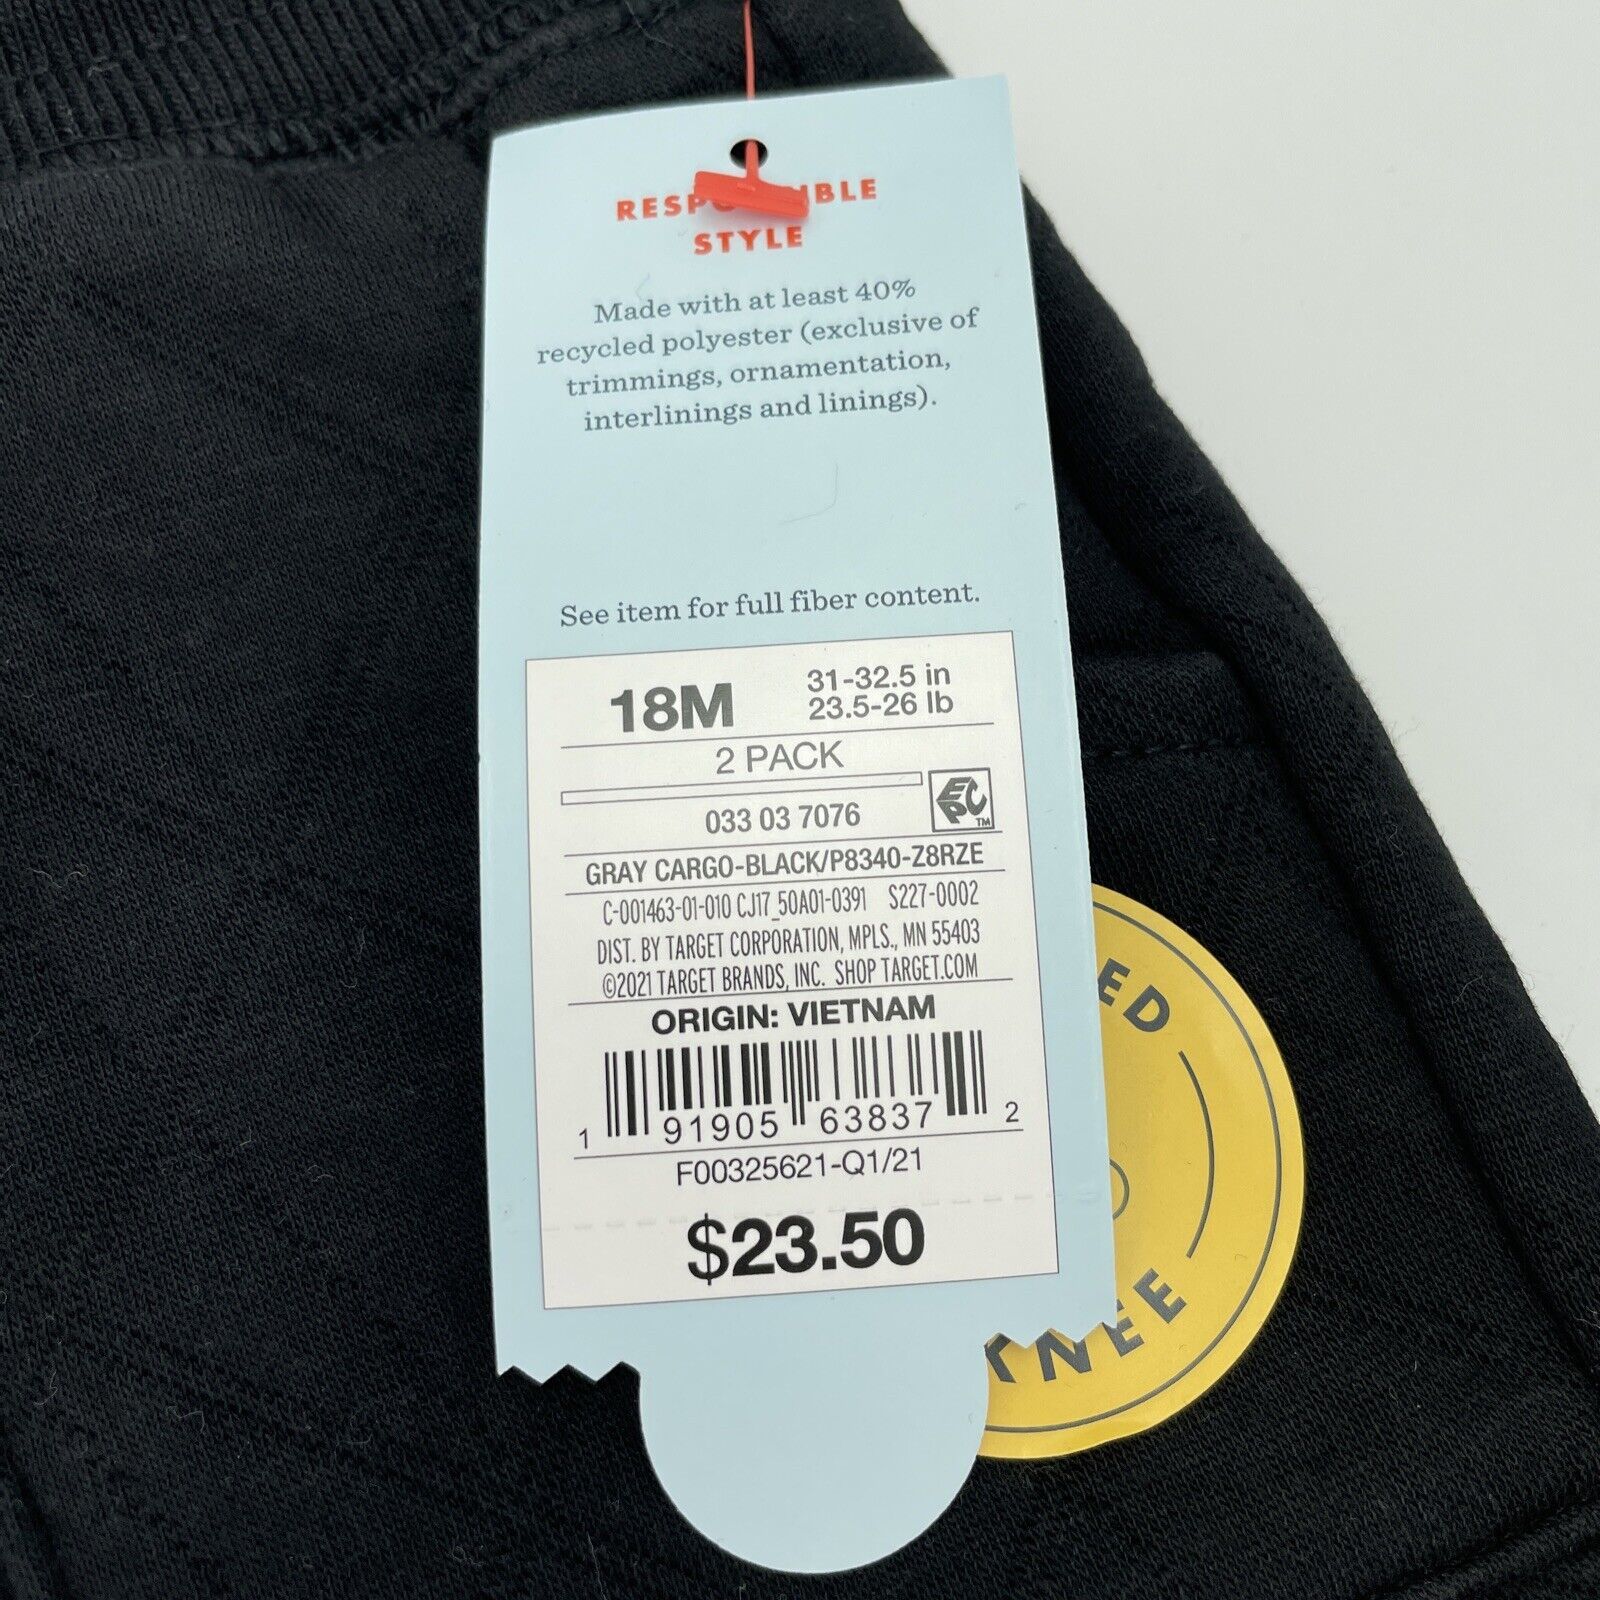 STYLE
Made with at least 40%
recycled polyester (exclusive of
trimmings, ornamentation,
interlinings and linings).
See item for full fiber content.
18M
31-32.5 in
23.5-26 lb
2 PACK
033 03 7076
EPC TM
GRAY CARGO-BLACK/P8340-Z8RZE
C-001463-01-010 CJ17_50A01-0391 S227-0002
DIST. BY TARGET CORPORATION, MPLS., MN 55403
©2021 TARGET BRANDS, INC. SHOP TARGET.COM
ORIGIN: VIETNAM
1 91905 63837 2
F00325621-Q1/21
$23.50